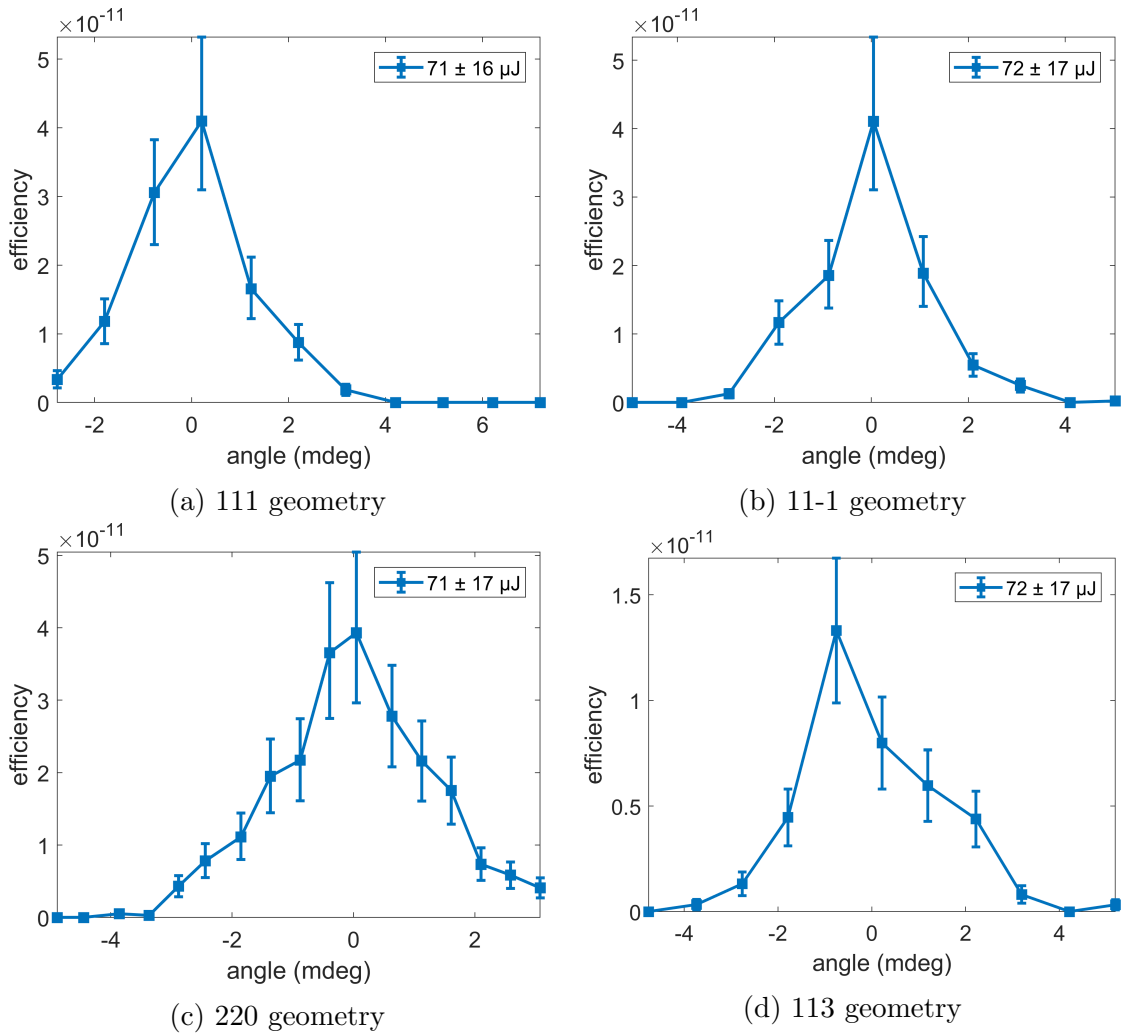 ×10⁻¹¹
5
4
3
2
1
0
efficiency
71 ± 16 µJ
-2 0 2 4 6
angle (mdeg)
(a) 111 geometry
×10⁻¹¹
5
4
3
2
1
0
efficiency
72 ± 17 µJ
-4 -2 0 2 4
angle (mdeg)
(b) 11-1 geometry
×10⁻¹¹
5
4
3
2
1
0
efficiency
71 ± 17 µJ
-4 -2 0 2
angle (mdeg)
(c) 220 geometry
×10⁻¹¹
1.5
1
0.5
0
efficiency
72 ± 17 µJ
-4 -2 0 2 4
angle (mdeg)
(d) 113 geometry